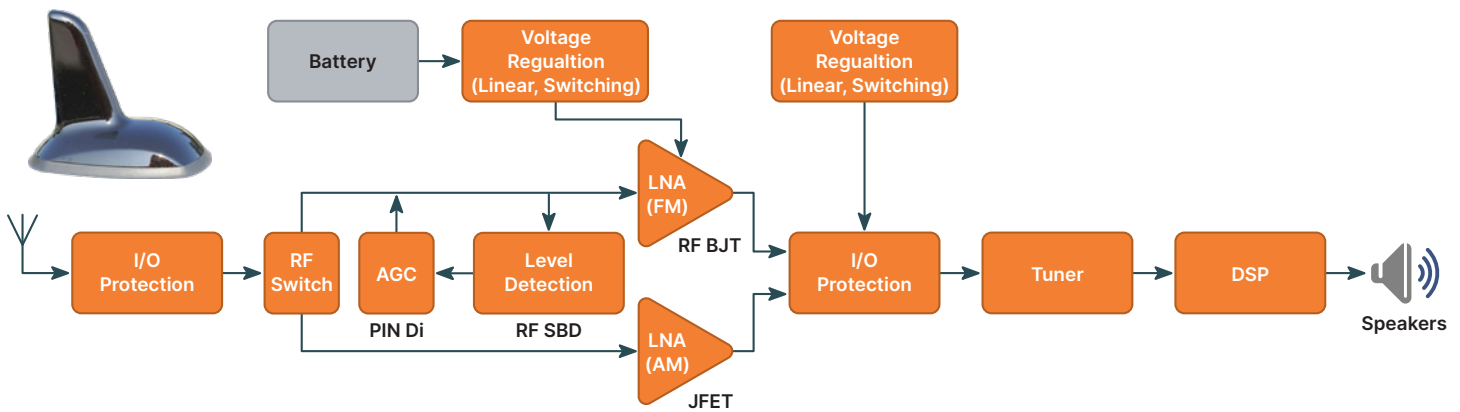 Battery
Voltage
Regualtion
(Linear, Switching)
Voltage
Regualtion
(Linear, Switching)
LNA
(FM)
RF BJT
I/O
Protection
RF
Switch
AGC
PIN Di
Level
Detection
RF SBD
LNA
(AM)
JFET
I/O
Protection
Tuner
DSP
Speakers